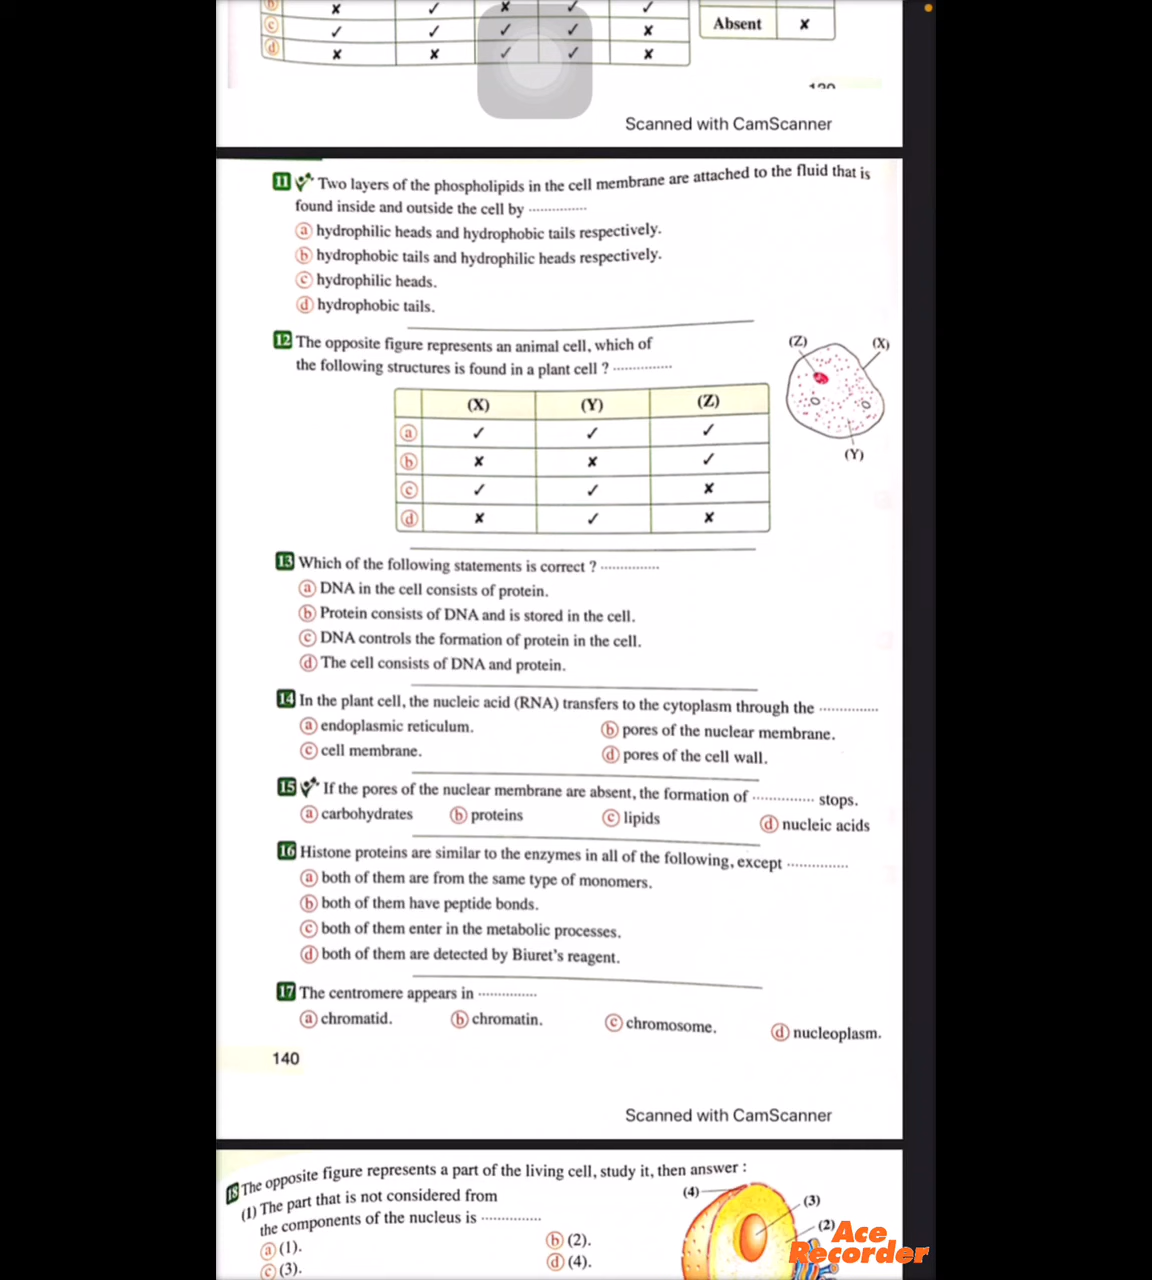 b ✗ ✓ ✗ ✓ ✓
c ✓ ✓ ✓ ✓ ✗
Absent ✗
d ✗ ✗ ✓ ✓ ✗
Scanned with CamScanner
11 Two layers of the phospholipids in the cell membrane are attached to the fluid that is
found inside and outside the cell by ...............
a hydrophilic heads and hydrophobic tails respectively.
b hydrophobic tails and hydrophilic heads respectively.
c hydrophilic heads.
d hydrophobic tails.
12 The opposite figure represents an animal cell, which of
the following structures is found in a plant cell ? ...............
(Z) (X)
(Y)
(X) (Y) (Z)
a ✓ ✓ ✓
b ✗ ✗ ✓
c ✓ ✓ ✗
d ✗ ✓ ✗
13 Which of the following statements is correct ? ...............
a DNA in the cell consists of protein.
b Protein consists of DNA and is stored in the cell.
c DNA controls the formation of protein in the cell.
d The cell consists of DNA and protein.
14 In the plant cell, the nucleic acid (RNA) transfers to the cytoplasm through the ...............
a endoplasmic reticulum. b pores of the nuclear membrane.
c cell membrane. d pores of the cell wall.
15 If the pores of the nuclear membrane are absent, the formation of ............... stops.
a carbohydrates b proteins c lipids d nucleic acids
16 Histone proteins are similar to the enzymes in all of the following, except ...............
a both of them are from the same type of monomers.
b both of them have peptide bonds.
c both of them enter in the metabolic processes.
d both of them are detected by Biuret's reagent.
17 The centromere appears in ...............
a chromatid. b chromatin. c chromosome. d nucleoplasm.
140
Scanned with CamScanner
18 The opposite figure represents a part of the living cell, study it, then answer :
(1) The part that is not considered from
the components of the nucleus is ...............
a (1). b (2).
c (3). d (4).
(4) (3)
(2)
Ace
Recorder